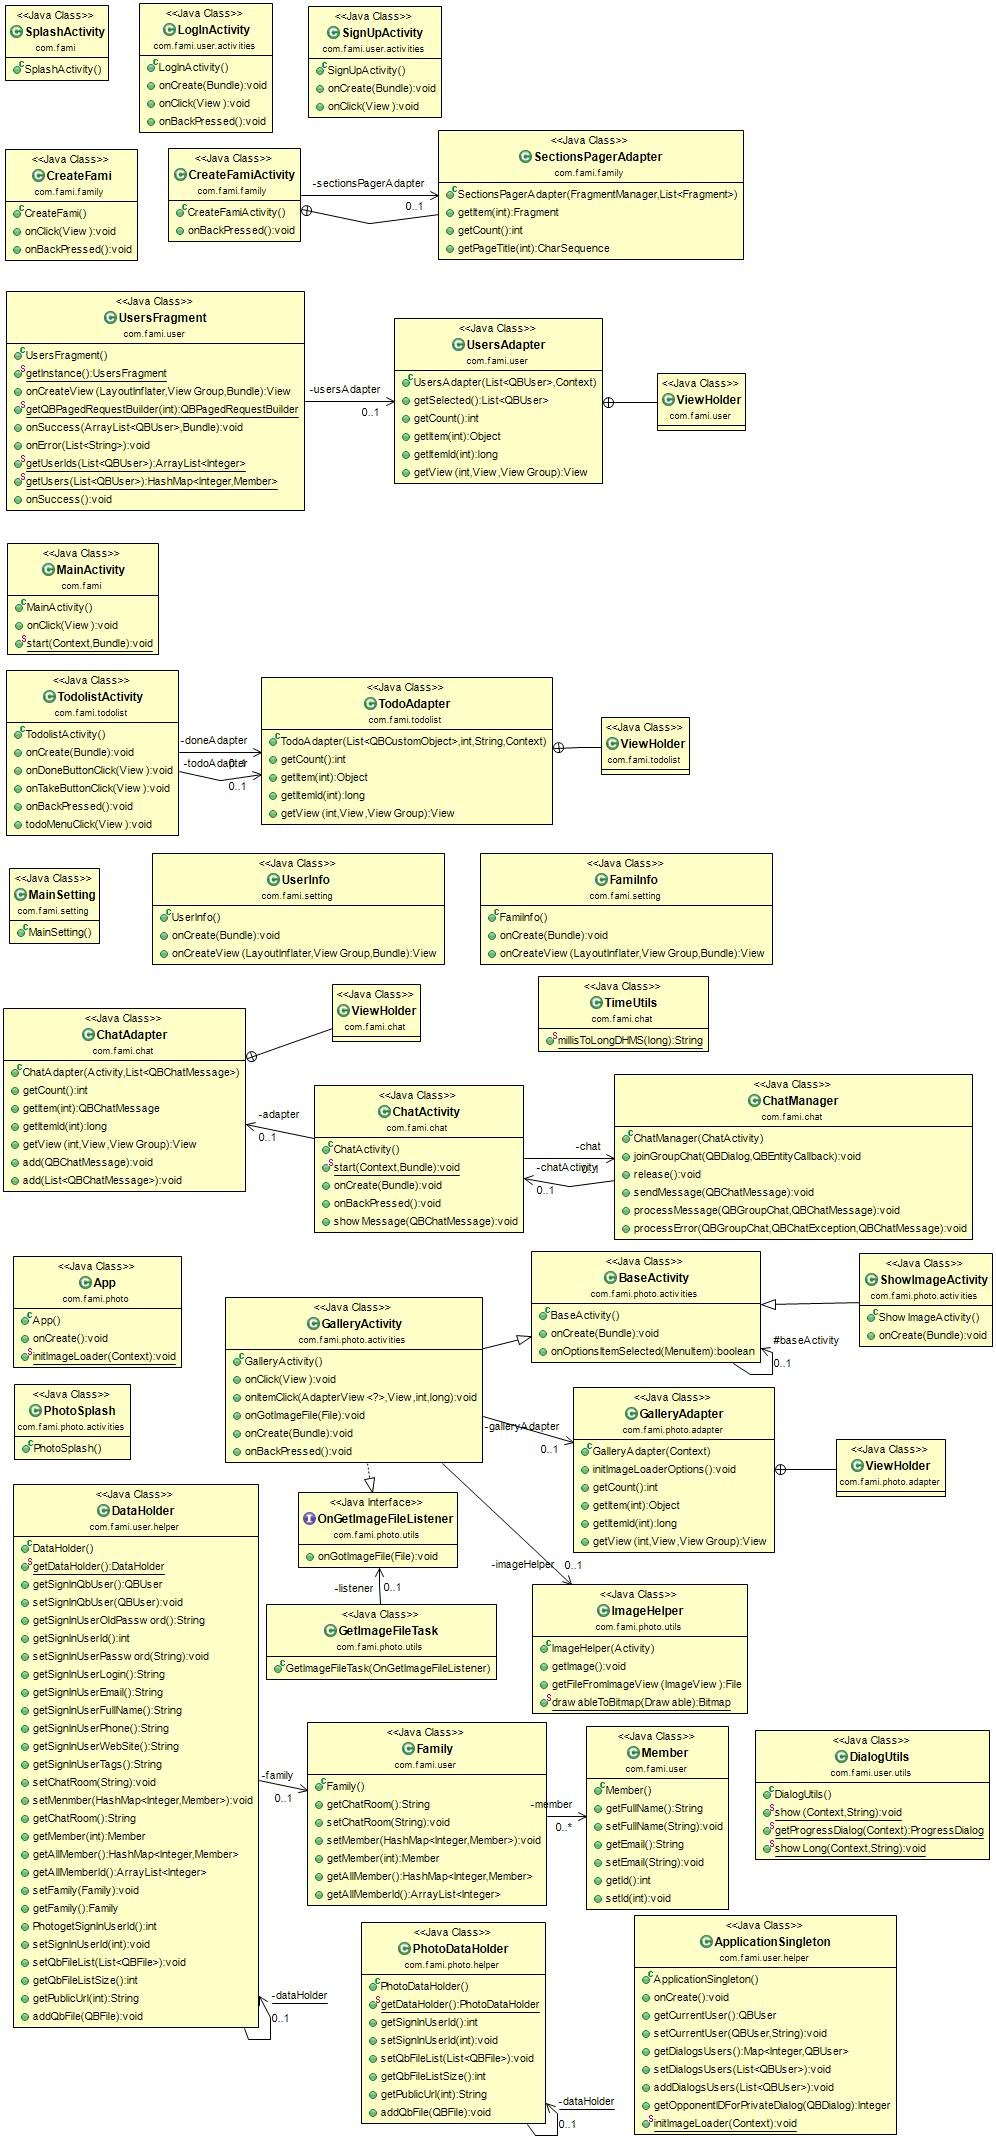 <<Java Class>>
SplashActivity
com.fami
SplashActivity()
<<Java Class>>
LogInActivity
com.fami.user.activities
LogInActivity()
onCreate(Bundle):void
onClick(View):void
onBackPressed():void
<<Java Class>>
SignUpActivity
com.fami.user.activities
SignUpActivity()
onCreate(Bundle):void
onClick(View):void
<<Java Class>>
CreateFami
com.fami.family
CreateFami()
onClick(View):void
onBackPressed():void
<<Java Class>>
CreateFamiActivity
com.fami.family
CreateFamiActivity()
onBackPressed():void
-sectionsPagerAdapter
0..1
<<Java Class>>
SectionsPagerAdapter
com.fami.family
SectionsPagerAdapter(FragmentManager,List<Fragment>)
getItem(int):Fragment
getCount():int
getPageTitle(int):CharSequence
<<Java Class>>
UsersFragment
com.fami.user
UsersFragment()
getInstance():UsersFragment
onCreateView(LayoutInflater,ViewGroup,Bundle):View
getQBPagedRequestBuilder(int):QBPagedRequestBuilder
onSuccess(ArrayList<QBUser>,Bundle):void
onError(List<String>):void
getUserIds(List<QBUser>):ArrayList<Integer>
getUsers(List<QBUser>):HashMap<Integer,Member>
onSuccess():void
-usersAdapter
0..1
<<Java Class>>
UsersAdapter
com.fami.user
UsersAdapter(List<QBUser>,Context)
getSelected():List<QBUser>
getCount():int
getItem(int):Object
getItemId(int):long
getView(int,View,ViewGroup):View
<<Java Class>>
ViewHolder
com.fami.user
<<Java Class>>
MainActivity
com.fami
MainActivity()
onClick(View):void
start(Context,Bundle):void
<<Java Class>>
TodolistActivity
com.fami.todolist
TodolistActivity()
onCreate(Bundle):void
onDoneButtonClick(View):void
onTakeButtonClick(View):void
onBackPressed():void
todoMenuClick(View):void
-doneAdapter
0..1
-todoAdapter
0..1
<<Java Class>>
TodoAdapter
com.fami.todolist
TodoAdapter(List<QBCustomObject>,int,String,Context)
getCount():int
getItem(int):Object
getItemId(int):long
getView(int,View,ViewGroup):View
<<Java Class>>
ViewHolder
com.fami.todolist
<<Java Class>>
MainSetting
com.fami.setting
MainSetting()
<<Java Class>>
UserInfo
com.fami.setting
UserInfo()
onCreate(Bundle):void
onCreateView(LayoutInflater,ViewGroup,Bundle):View
<<Java Class>>
FamiInfo
com.fami.setting
FamiInfo()
onCreate(Bundle):void
onCreateView(LayoutInflater,ViewGroup,Bundle):View
<<Java Class>>
ChatAdapter
com.fami.chat
ChatAdapter(Activity,List<QBChatMessage>)
getCount():int
getItem(int):QBChatMessage
getItemId(int):long
getView(int,View,ViewGroup):View
add(QBChatMessage):void
add(List<QBChatMessage>):void
<<Java Class>>
ViewHolder
com.fami.chat
<<Java Class>>
TimeUtils
com.fami.chat
millisToLongDHMS(long):String
-adapter
0..1
<<Java Class>>
ChatActivity
com.fami.chat
ChatActivity()
start(Context,Bundle):void
onCreate(Bundle):void
onBackPressed():void
showMessage(QBChatMessage):void
-chat
0..1
-chatActivity
0..1
<<Java Class>>
ChatManager
com.fami.chat
ChatManager(ChatActivity)
joinGroupChat(QBDialog,QBEntityCallback):void
release():void
sendMessage(QBChatMessage):void
processMessage(QBGroupChat,QBChatMessage):void
processError(QBGroupChat,QBChatException,QBChatMessage):void
<<Java Class>>
App
com.fami.photo
App()
onCreate():void
initImageLoader(Context):void
<<Java Class>>
GalleryActivity
com.fami.photo.activities
GalleryActivity()
onClick(View):void
onItemClick(AdapterView<?>,View,int,long):void
onGotImageFile(File):void
onCreate(Bundle):void
onBackPressed():void
<<Java Class>>
BaseActivity
com.fami.photo.activities
BaseActivity()
onCreate(Bundle):void
onOptionsItemSelected(MenuItem):boolean
#baseActivity
0..1
<<Java Class>>
ShowImageActivity
com.fami.photo.activities
ShowImageActivity()
onCreate(Bundle):void
<<Java Class>>
PhotoSplash
com.fami.photo.activities
PhotoSplash()
-galleryAdapter
0..1
<<Java Class>>
GalleryAdapter
com.fami.photo.adapter
GalleryAdapter(Context)
initImageLoaderOptions():void
getCount():int
getItem(int):Object
getItemId(int):long
getView(int,View,ViewGroup):View
<<Java Class>>
ViewHolder
com.fami.photo.adapter
<<Java Class>>
DataHolder
com.fami.user.helper
DataHolder()
getDataHolder():DataHolder
getSignInQbUser():QBUser
setSignInQbUser(QBUser):void
getSignInUserOldPassword():String
getSignInUserId():int
setSignInUserPassword(String):void
getSignInUserLogin():String
getSignInUserEmail():String
getSignInUserFullName():String
getSignInUserPhone():String
getSignInUserWebSite():String
getSignInUserTags():String
setChatRoom(String):void
setMenmber(HashMap<Integer,Member>):void
getChatRoom():String
getMember(int):Member
getAllMember():HashMap<Integer,Member>
getAllMemberId():ArrayList<Integer>
setFamily(Family):void
getFamily():Family
PhotogetSignInUserId():int
setSignInUserId(int):void
setQbFileList(List<QBFile>):void
getQbFileListSize():int
getPublicUrl(int):String
addQbFile(QBFile):void
-dataHolder
0..1
<<Java Interface>>
OnGetImageFileListener
com.fami.photo.utils
onGotImageFile(File):void
-listener
0..1
<<Java Class>>
GetImageFileTask
com.fami.photo.utils
GetImageFileTask(OnGetImageFileListener)
-imageHelper
0..1
<<Java Class>>
ImageHelper
com.fami.photo.utils
ImageHelper(Activity)
getImage():void
getFileFromImageView(ImageView):File
drawableToBitmap(Drawable):Bitmap
-family
0..1
<<Java Class>>
Family
com.fami.user
Family()
getChatRoom():String
setChatRoom(String):void
setMember(HashMap<Integer,Member>):void
getMember(int):Member
getAllMember():HashMap<Integer,Member>
getAllMemberId():ArrayList<Integer>
-member
0..*
<<Java Class>>
Member
com.fami.user
Member()
getFullName():String
setFullName(String):void
getEmail():String
setEmail(String):void
getId():int
setId(int):void
<<Java Class>>
DialogUtils
com.fami.user.utils
DialogUtils()
show(Context,String):void
getProgressDialog(Context):ProgressDialog
showLong(Context,String):void
<<Java Class>>
PhotoDataHolder
com.fami.photo.helper
PhotoDataHolder()
getDataHolder():PhotoDataHolder
getSignInUserId():int
setSignInUserId(int):void
setQbFileList(List<QBFile>):void
getQbFileListSize():int
getPublicUrl(int):String
addQbFile(QBFile):void
-dataHolder
0..1
<<Java Class>>
ApplicationSingleton
com.fami.user.helper
ApplicationSingleton()
onCreate():void
getCurrentUser():QBUser
setCurrentUser(QBUser,String):void
getDialogsUsers():Map<Integer,QBUser>
setDialogsUsers(List<QBUser>):void
addDialogsUsers(List<QBUser>):void
getOpponentIDForPrivateDialog(QBDialog):Integer
initImageLoader(Context):void